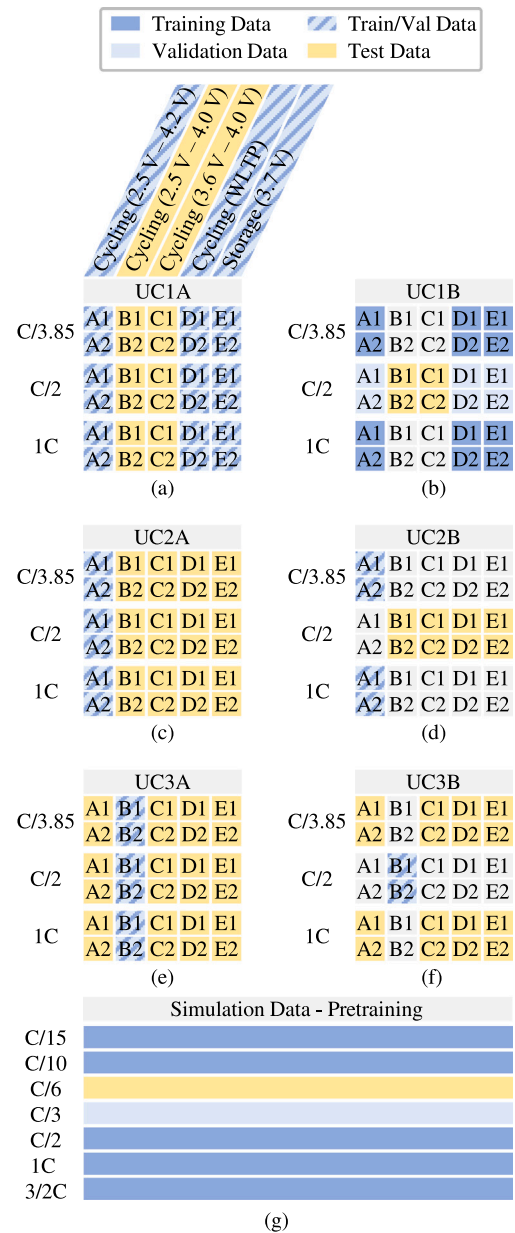 Training Data Train/Val Data
Validation Data Test Data
Cycling (2.5 V – 4.2 V)
Cycling (2.5 V – 4.0 V)
Cycling (3.6 V – 4.0 V)
Cycling (WLTP)
Storage (3.7 V)
UC1A
C/3.85 A1 B1 C1 D1 E1
A2 B2 C2 D2 E2
C/2 A1 B1 C1 D1 E1
A2 B2 C2 D2 E2
1C A1 B1 C1 D1 E1
A2 B2 C2 D2 E2
(a)
UC1B
C/3.85 A1 B1 C1 D1 E1
A2 B2 C2 D2 E2
C/2 A1 B1 C1 D1 E1
A2 B2 C2 D2 E2
1C A1 B1 C1 D1 E1
A2 B2 C2 D2 E2
(b)
UC2A
C/3.85 A1 B1 C1 D1 E1
A2 B2 C2 D2 E2
C/2 A1 B1 C1 D1 E1
A2 B2 C2 D2 E2
1C A1 B1 C1 D1 E1
A2 B2 C2 D2 E2
(c)
UC2B
C/3.85 A1 B1 C1 D1 E1
A2 B2 C2 D2 E2
C/2 A1 B1 C1 D1 E1
A2 B2 C2 D2 E2
1C A1 B1 C1 D1 E1
A2 B2 C2 D2 E2
(d)
UC3A
C/3.85 A1 B1 C1 D1 E1
A2 B2 C2 D2 E2
C/2 A1 B1 C1 D1 E1
A2 B2 C2 D2 E2
1C A1 B1 C1 D1 E1
A2 B2 C2 D2 E2
(e)
UC3B
C/3.85 A1 B1 C1 D1 E1
A2 B2 C2 D2 E2
C/2 A1 B1 C1 D1 E1
A2 B2 C2 D2 E2
1C A1 B1 C1 D1 E1
A2 B2 C2 D2 E2
(f)
Simulation Data - Pretraining
C/15
C/10
C/6
C/3
C/2
1C
3/2C
(g)